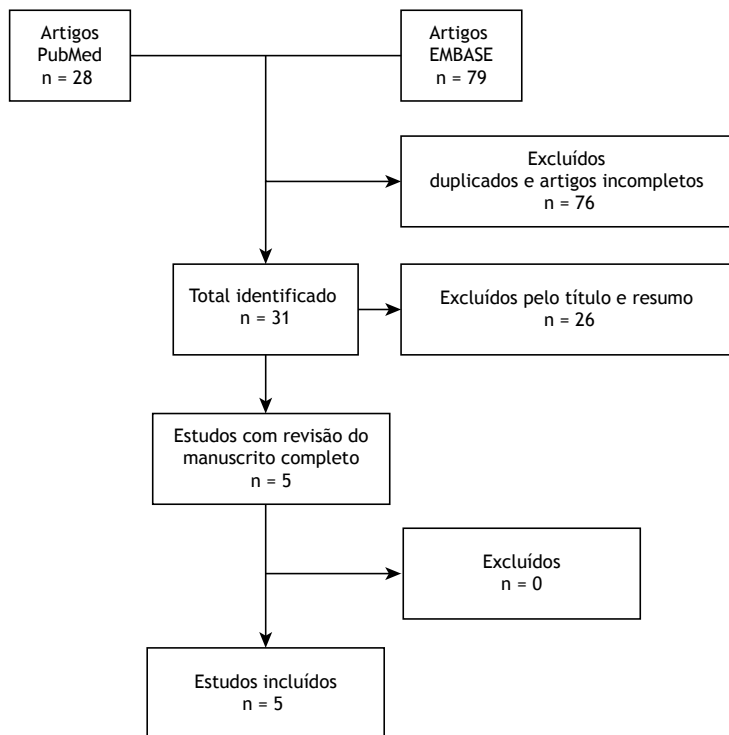 Artigos
PubMed
n = 28
Artigos
EMBASE
n = 79
Excluídos
duplicados e artigos incompletos
n = 76
Total identificado
n = 31
Excluídos pelo título e resumo
n = 26
Estudos com revisão do
manuscrito completo
n = 5
Excluídos
n = 0
Estudos incluídos
n = 5